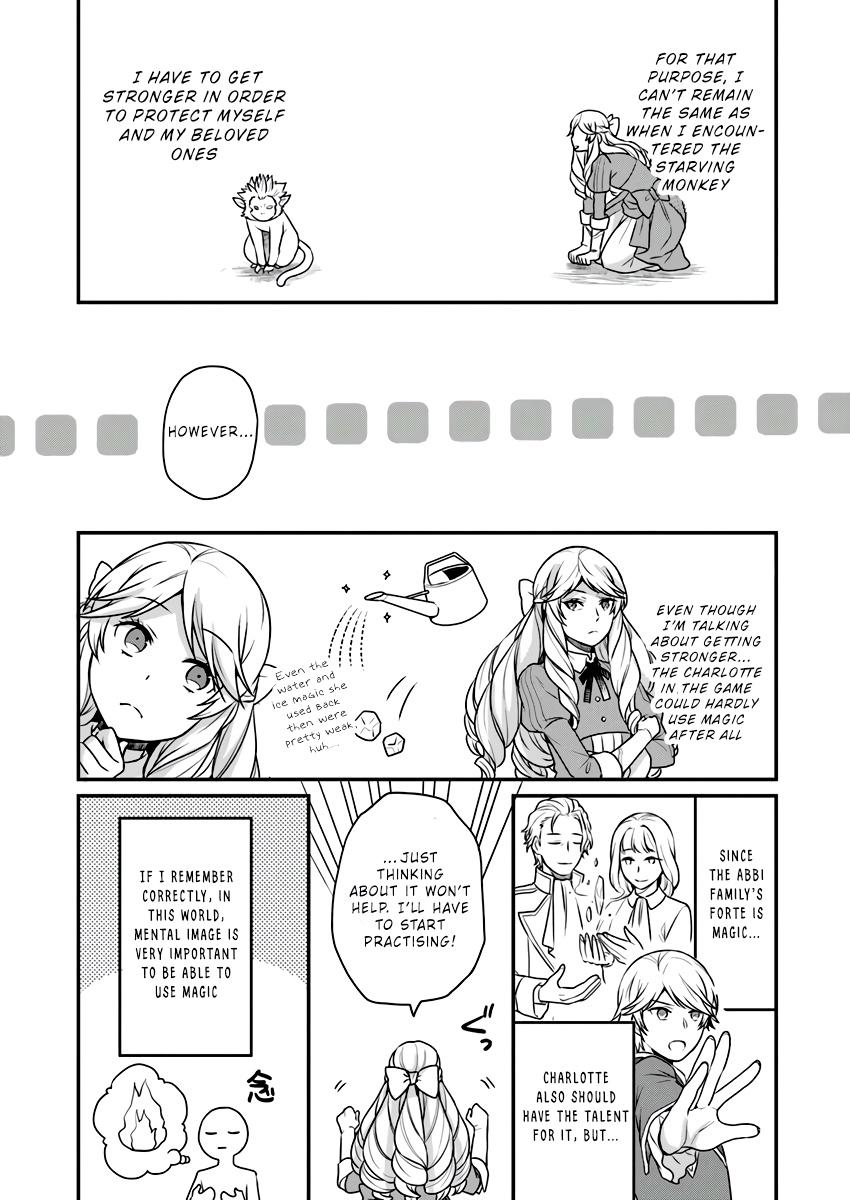 FOR THAT
PURPOSE, I
CAN'T REMAIN
THE SAME AS
WHEN I ENCOUN-
TERED THE
STARVING
MONKEY
I HAVE TO GET
STRONGER IN ORDER
TO PROTECT MYSELF
AND MY BELOVED
ONES
HOWEVER...
EVEN THOUGH
I'M TALKING
ABOUT GETTING
STRONGER...
THE CHARLOTTE
IN THE GAME
COULD HARDLY
USE MAGIC
AFTER ALL
Even the
water and
ice magic she
used back
then were
pretty weak,
huh....
SINCE
THE ABBI
FAMILY'S
FORTE IS
MAGIC...
CHARLOTTE
ALSO SHOULD
HAVE THE TALENT
FOR IT, BUT...
...JUST
THINKING
ABOUT IT WON'T
HELP. I'LL HAVE
TO START
PRACTISING!
ぐっ
IF I REMEMBER
CORRECTLY, IN
THIS WORLD,
MENTAL IMAGE IS
VERY IMPORTANT
TO BE ABLE TO
USE MAGIC
念